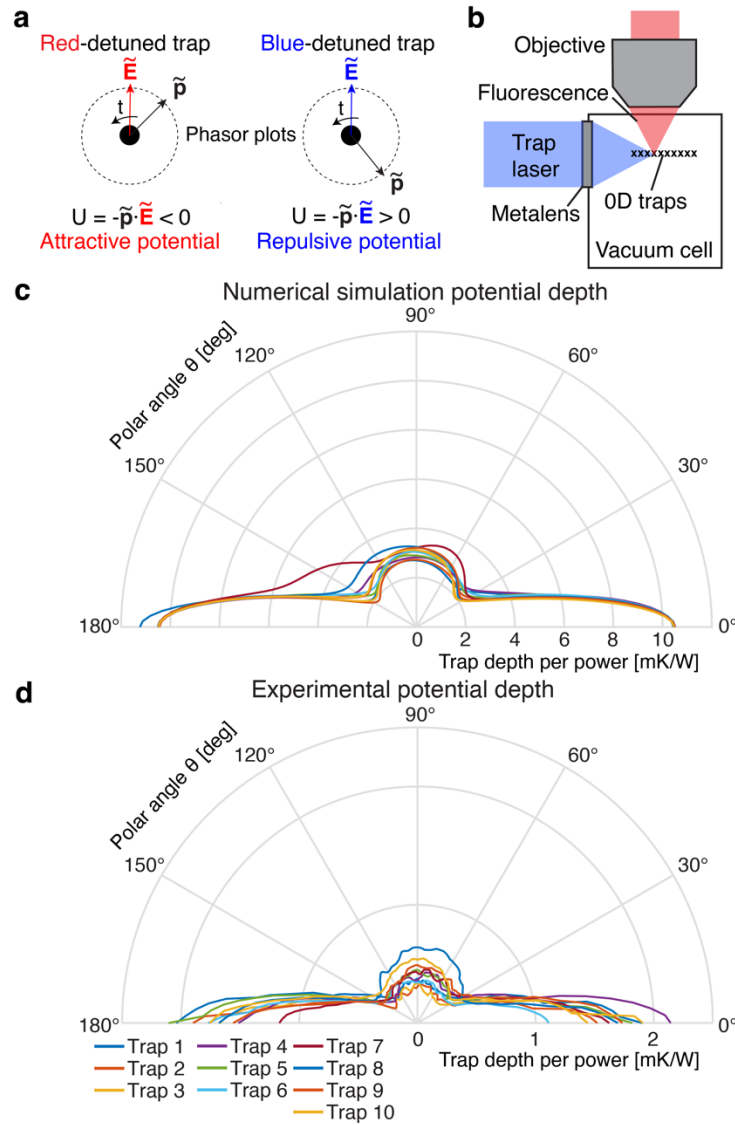 a
Red-detuned trap
Ẽ
p̃
t
Blue-detuned trap
Ẽ
p̃
t
Phasor plots
U = -p̃·Ẽ < 0
Attractive potential
U = -p̃·Ẽ > 0
Repulsive potential
b
Objective
Fluorescence
Trap
laser
xxxxxxxxxx
0D traps
Metalens
Vacuum cell
c
Numerical simulation potential depth
90°
120°
60°
Polar angle θ [deg]
150°
30°
180°
0°
0 2 4 6 8 10
Trap depth per power [mK/W]
d
Experimental potential depth
90°
120°
60°
Polar angle θ [deg]
150°
30°
180°
0°
0 1 2
Trap depth per power [mK/W]
Trap 1 Trap 4 Trap 7
Trap 2 Trap 5 Trap 8
Trap 3 Trap 6 Trap 9
Trap 10